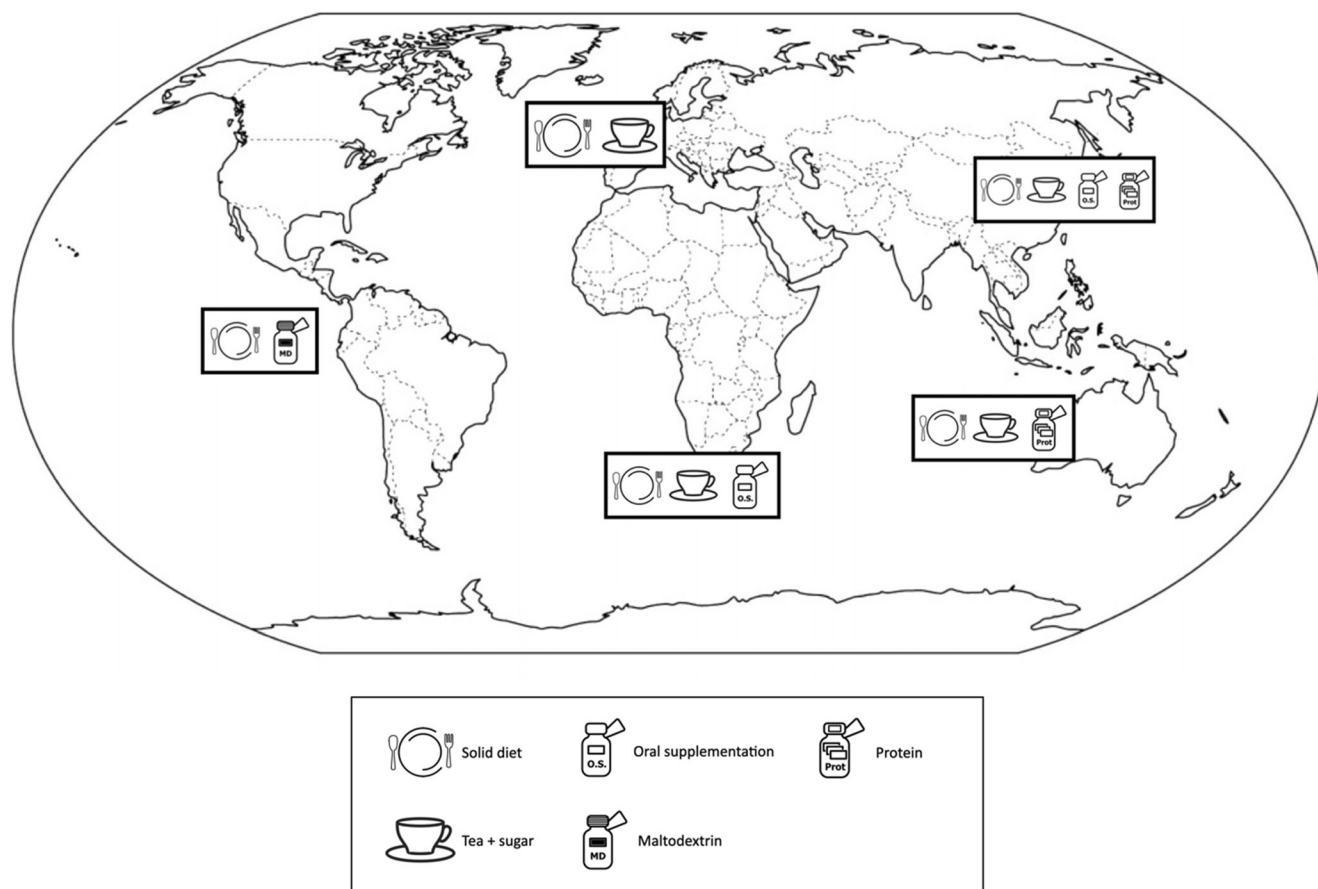 O.S.
Prot
MD
Prot
O.S.
Solid diet
O.S.
Oral supplementation
Prot
Protein
Tea + sugar
MD
Maltodextrin